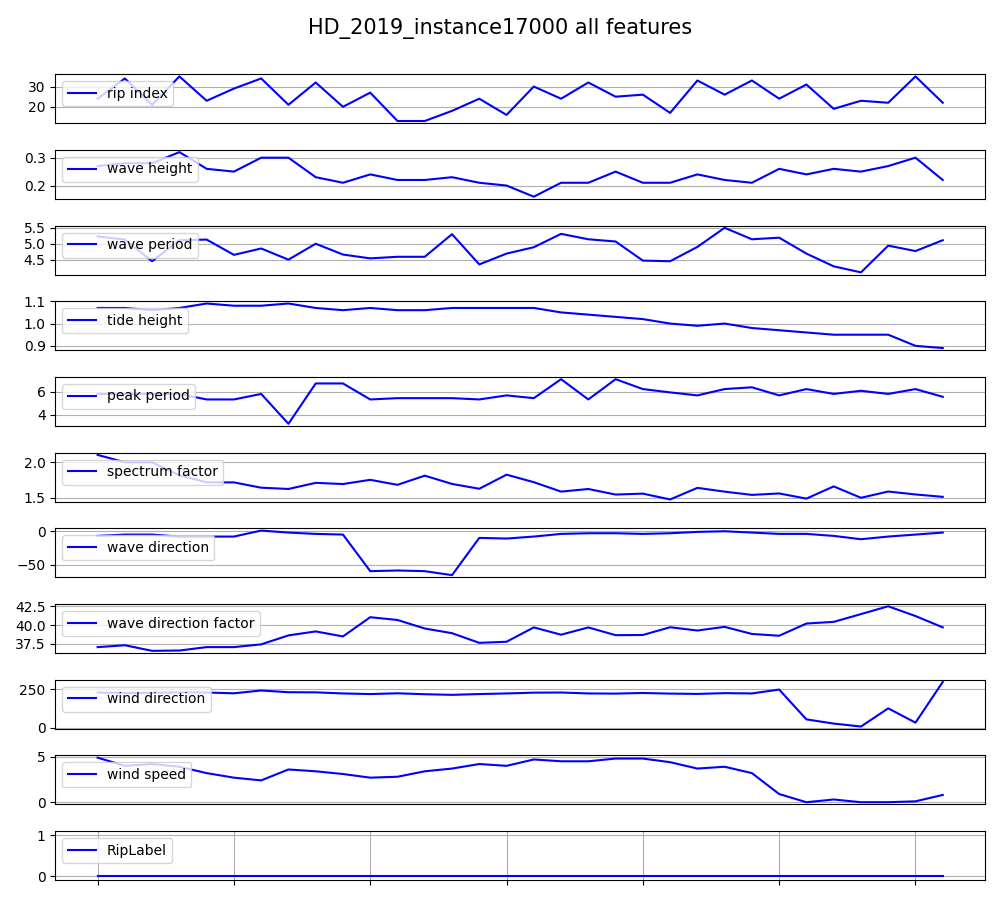 HD_2019_instance17000 all features
30
20
rip index
0.3
0.2
wave height
5.5
5.0
4.5
wave period
1.1
1.0
0.9
tide height
6
4
peak period
2.0
1.5
spectrum factor
0
−50
wave direction
42.5
40.0
37.5
wave direction factor
250
0
wind direction
5
0
wind speed
1
0
RipLabel